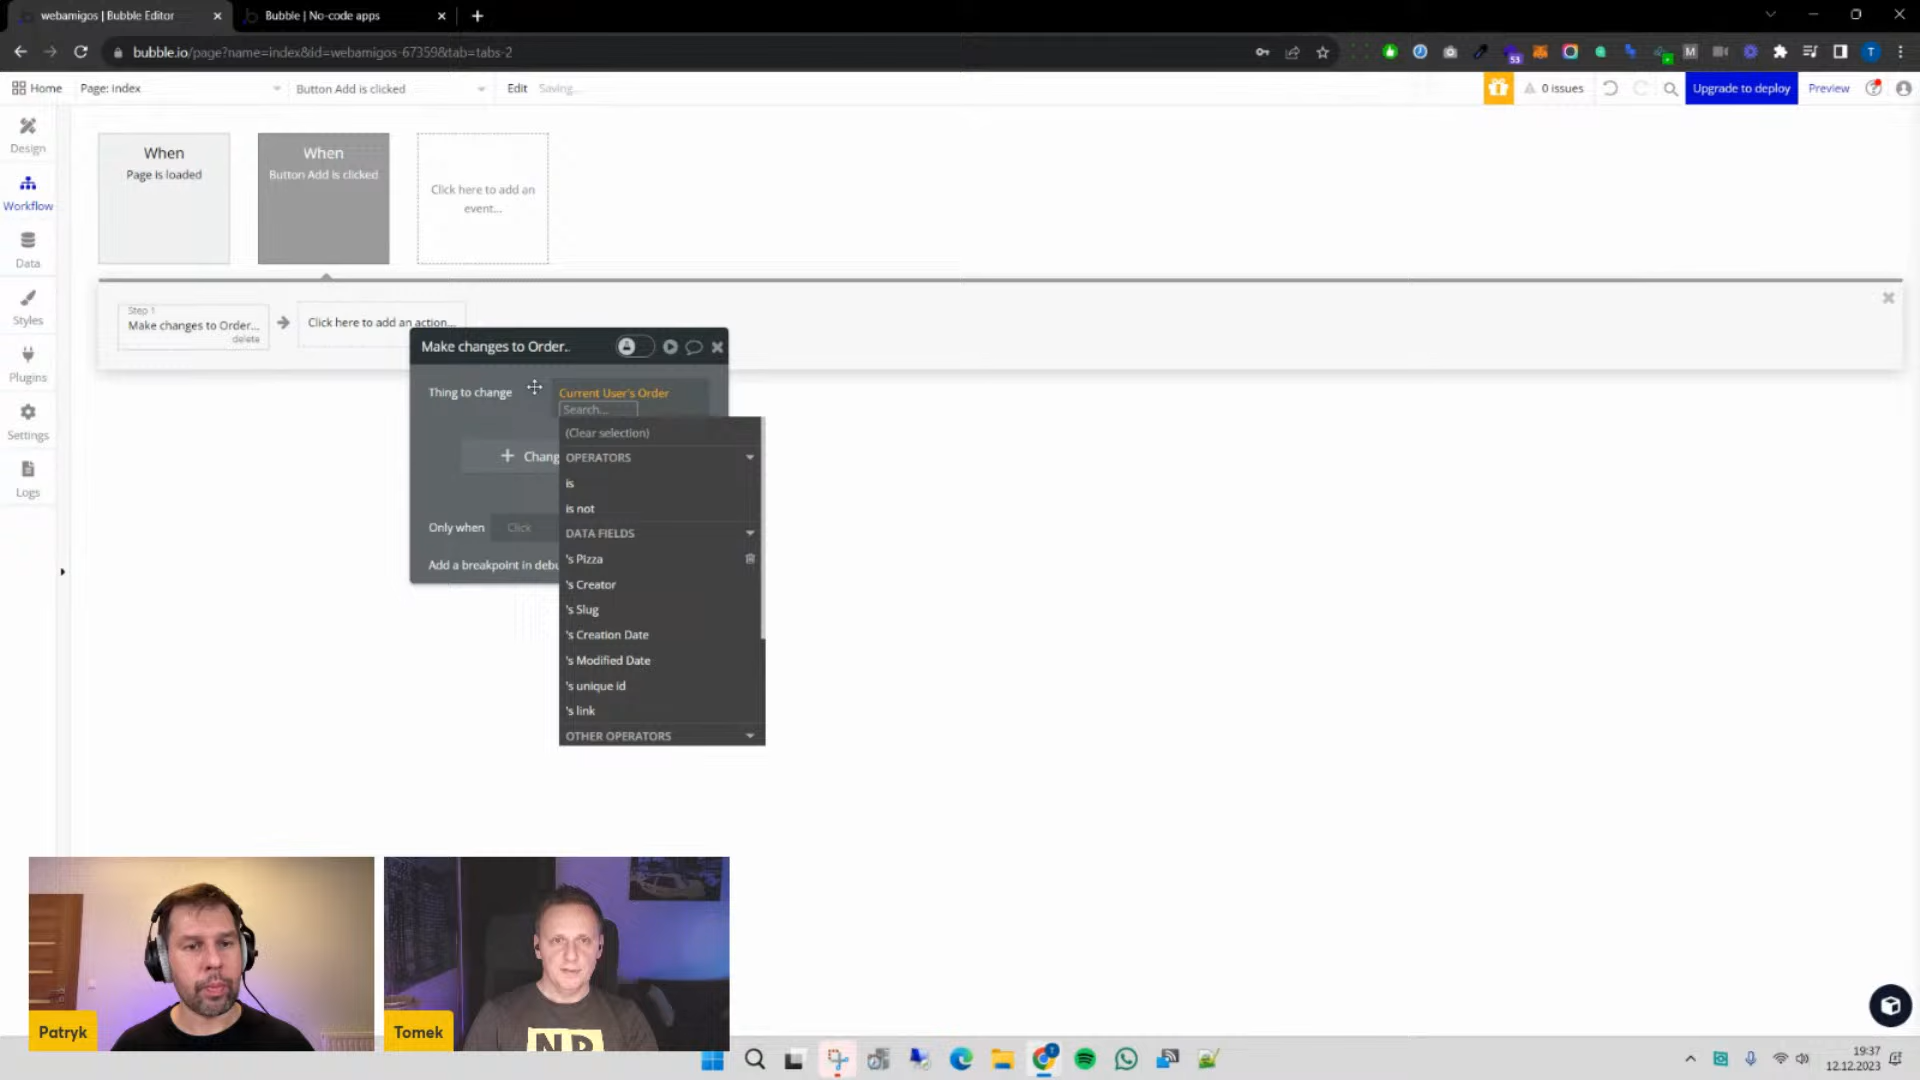 webamigos | Bubble Editor
Bubble | No-code apps
bubble.io/page?name=index&id=webamigos-67359&tab=tabs-2
53
M
T
Home
Page: index
Button Add is clicked
Edit
Saving...
0 issues
Upgrade to deploy
Preview
Design
Workflow
Data
Styles
Plugins
Settings
Logs
When
Page is loaded
When
Button Add is clicked
Click here to add an
event...
Step 1
Make changes to Order...
delete
Click here to add an action...
Make changes to Order..
Thing to change
Current User's Order
Search...
Chang
Only when
Click
Add a breakpoint in debu
(Clear selection)
OPERATORS
is
is not
DATA FIELDS
's Pizza
's Creator
's Slug
's Creation Date
's Modified Date
's unique id
's link
OTHER OPERATORS
Patryk
Tomek
19:37
12.12.2023